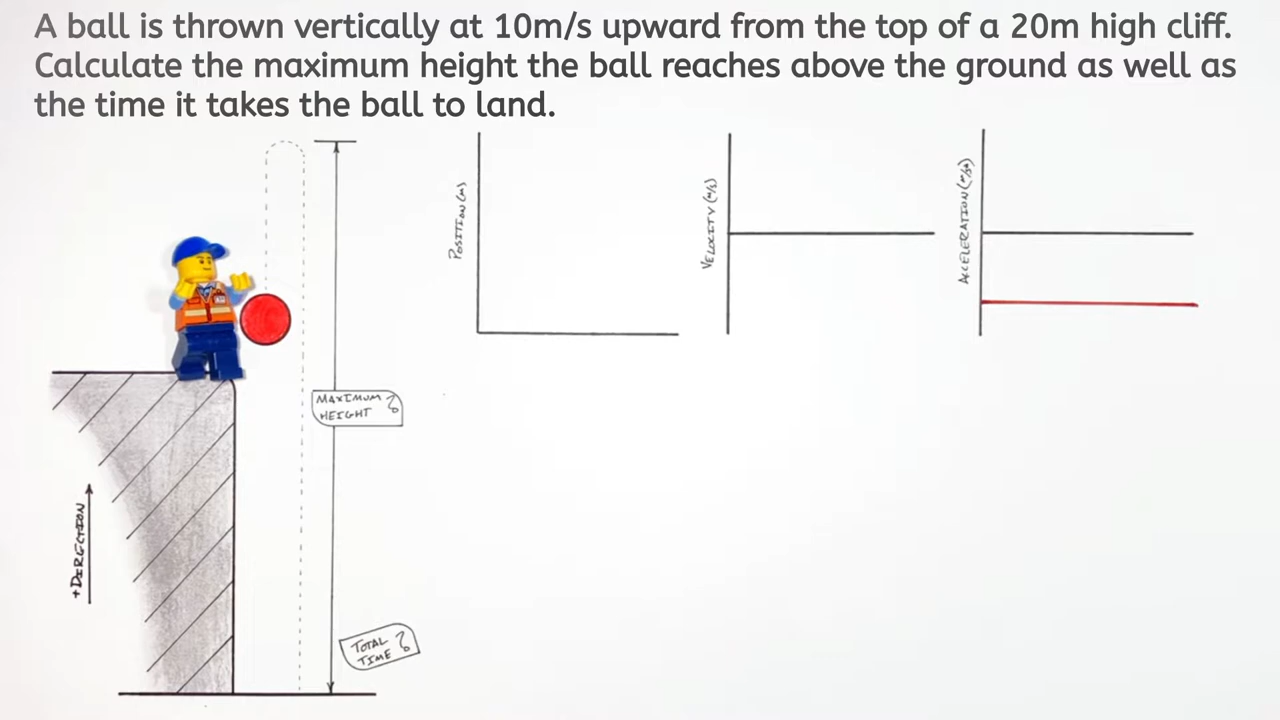 A ball is thrown vertically at 10m/s upward from the top of a 20m high cliff.
Calculate the maximum height the ball reaches above the ground as well as
the time it takes the ball to land.
POSITION (m)
VELOCITY (m/s)
ACCELERATION (m/s²)
MAXIMUM
HEIGHT ?
+DIRECTION
TOTAL
TIME ?